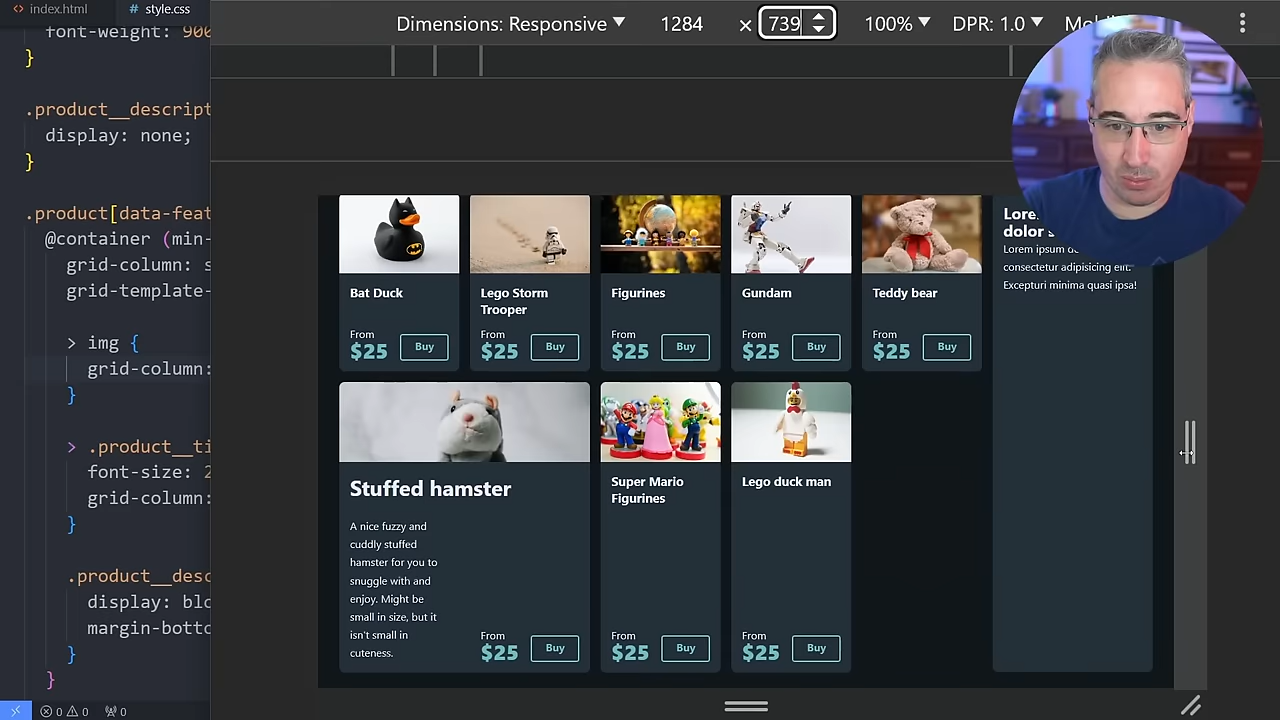 index.html
# style.css
Dimensions: Responsive 1284 × 739 100% DPR: 1.0
font-weight: 900
}
.product__descript
display: none;
}
.product[data-feat
@container (min-
grid-column: s
grid-template-
> img {
grid-column:
}
> .product__ti
font-size: 2
grid-column:
}
.product__desc
display: blo
margin-botto
}
}
0 0 0
Bat Duck
From
$25
Buy
Lego Storm
Trooper
From
$25
Buy
Figurines
From
$25
Buy
Gundam
From
$25
Buy
Teddy bear
From
$25
Buy
dolor s
Lorem ipsum do
consectetur adipisicing elit.
Excepturi minima quasi ipsa!
Stuffed hamster
A nice fuzzy and
cuddly stuffed
hamster for you to
snuggle with and
enjoy. Might be
small in size, but it
isn't small in
cuteness.
From
$25
Buy
Super Mario
Figurines
From
$25
Buy
Lego duck man
From
$25
Buy